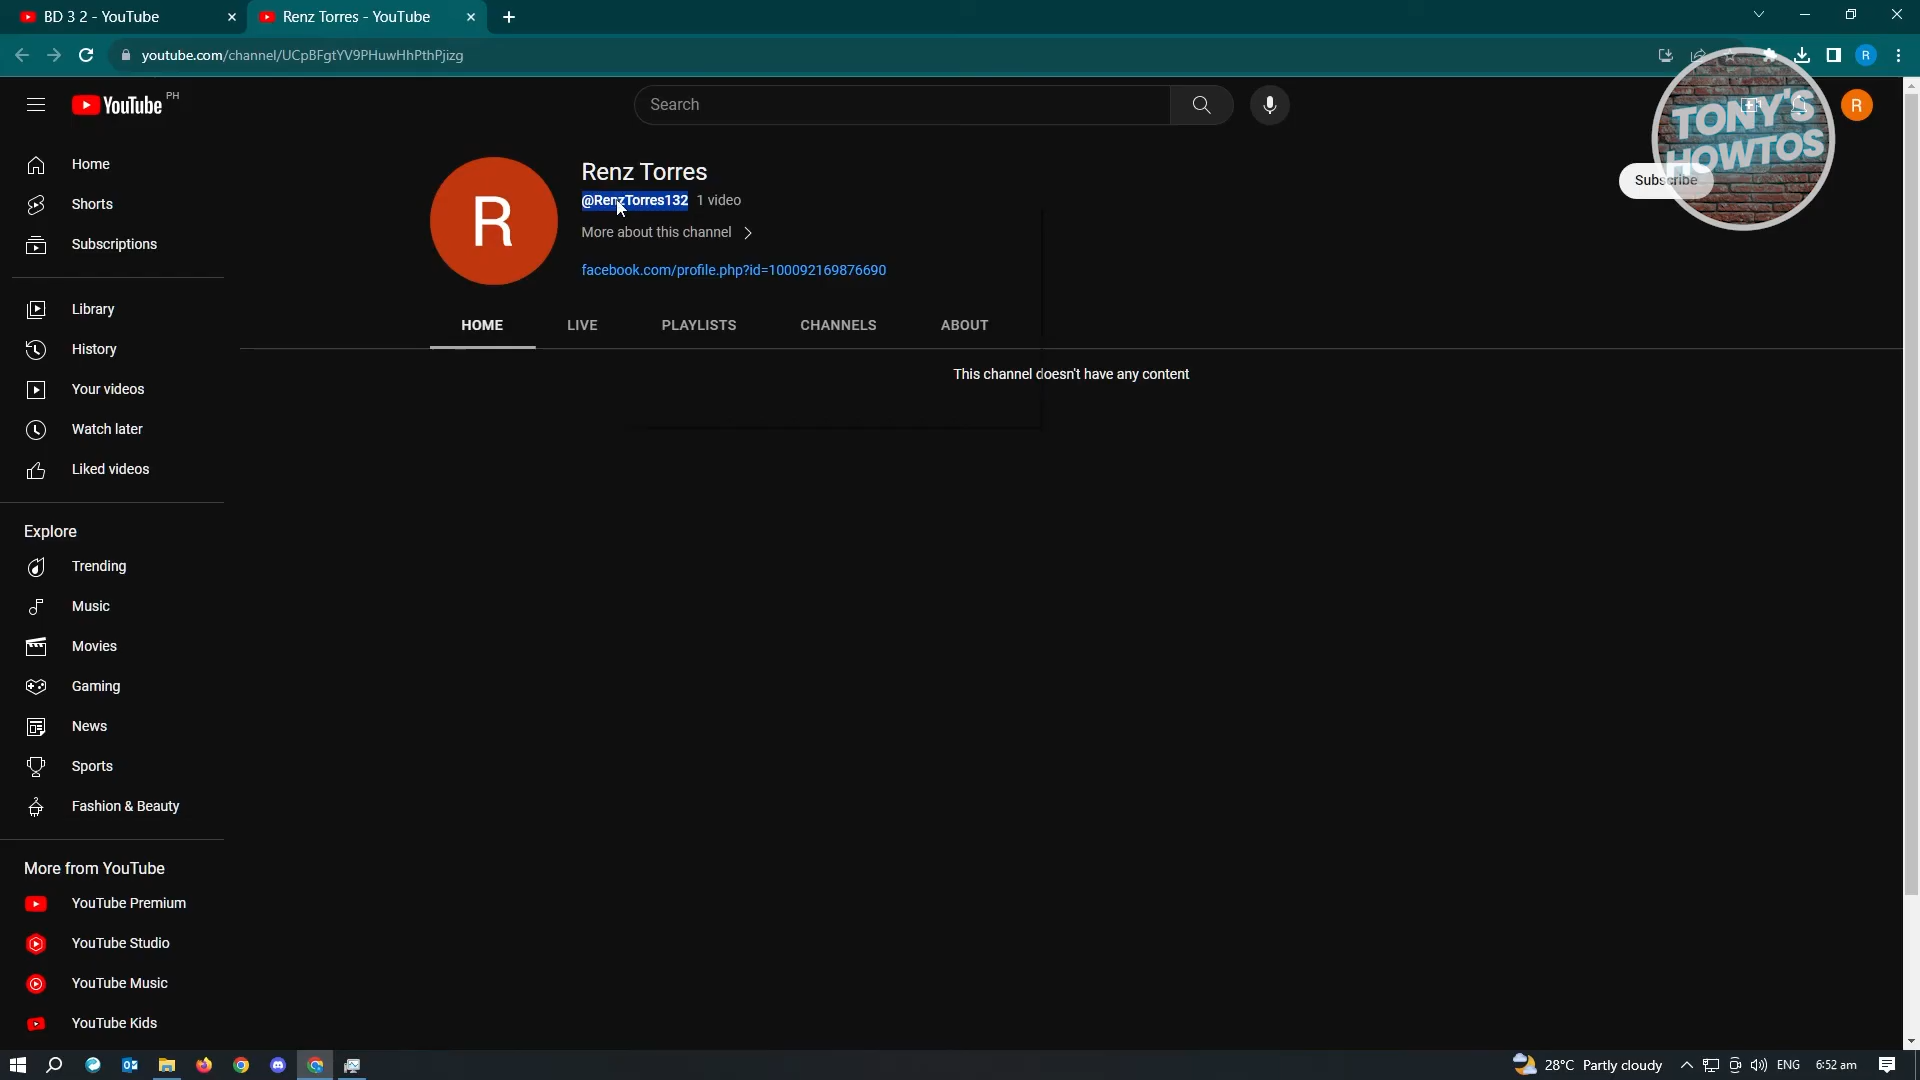 BD 3 2 - YouTube
Renz Torres - YouTube
youtube.com/channel/UCpBFgtYV9PHuwHhPthPjizg
R
YouTube PH
Search
TONY'S
HOWTOS
R
Home
Shorts
Subscriptions
Library
History
Your videos
Watch later
Liked videos
Explore
Trending
Music
Movies
Gaming
News
Sports
Fashion & Beauty
More from YouTube
YouTube Premium
YouTube Studio
YouTube Music
YouTube Kids
R
Renz Torres
@RenzTorres132 1 video
More about this channel
facebook.com/profile.php?id=100092169876690
Subscribe
HOME LIVE PLAYLISTS CHANNELS ABOUT
This channel doesn't have any content
28°C Partly cloudy ENG 6:52 am